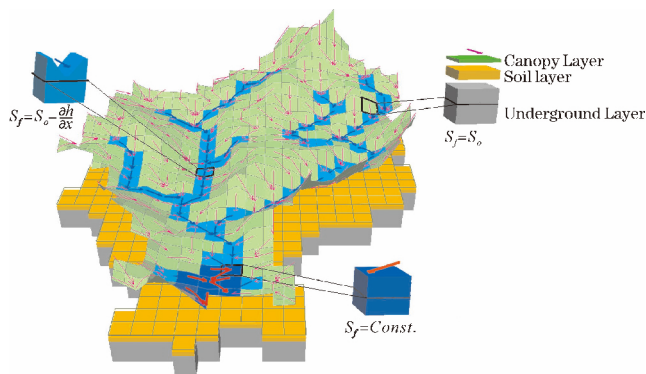 Canopy Layer
Soil layer
Underground Layer
S_f=S_o
S_f=S_o-∂h/∂x
S_f=Const.